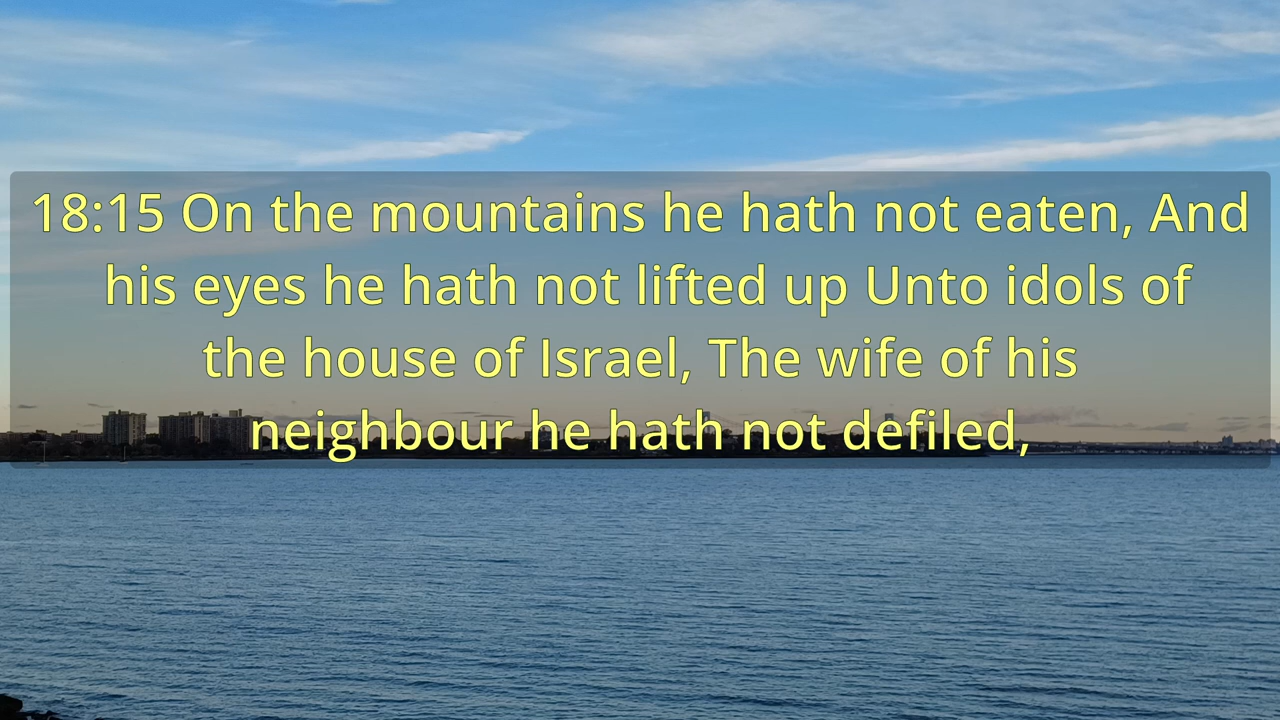 18:15 On the mountains he hath not eaten, And
his eyes he hath not lifted up Unto idols of
the house of Israel, The wife of his
neighbour he hath not defiled,